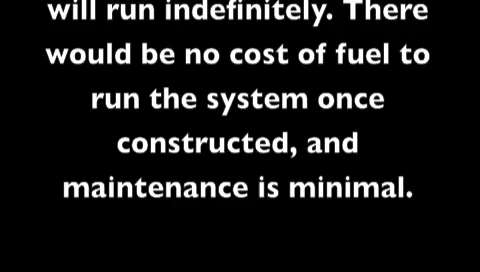 will run indefinitely. There
would be no cost of fuel to
run the system once
constructed, and
maintenance is minimal.